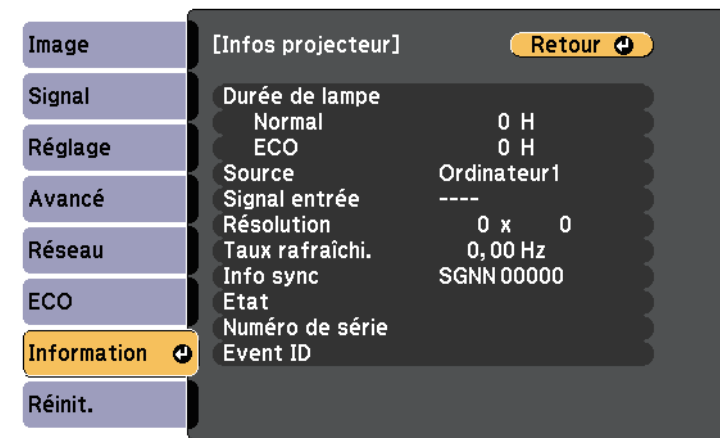 Image
Signal
Réglage
Avancé
Réseau
ECO
Information
Réinit.
[Infos projecteur]
Retour
Durée de lampe
Normal 0 H
ECO 0 H
Source Ordinateur1
Signal entrée ----
Résolution 0 x 0
Taux rafraîchi. 0,00 Hz
Info sync SGNN 00000
Etat
Numéro de série
Event ID